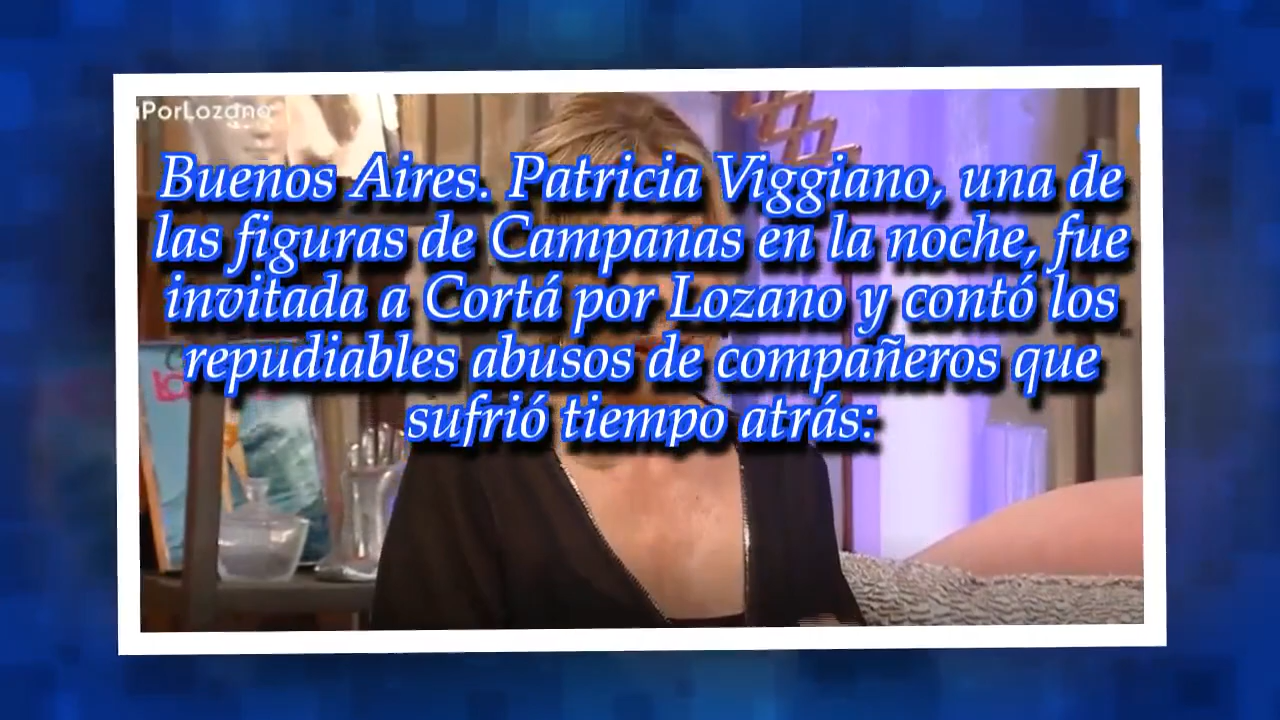 PorLozano
Buenos Aires. Patricia Viggiano, una de
las figuras de Campanas en la noche, fue
invitada a Cortá por Lozano y contó los
repudiables abusos de compañeros que
sufrió tiempo atrás: